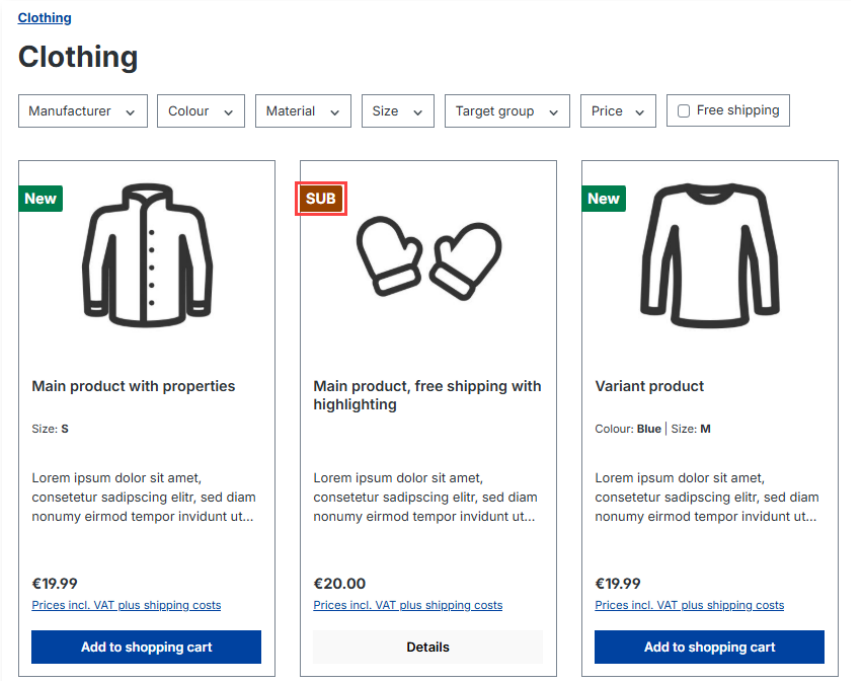 Clothing
Clothing
Manufacturer
Colour
Material
Size
Target group
Price
Free shipping
New
SUB
New
Main product with properties
Size: S
Lorem ipsum dolor sit amet,
consetetur sadipscing elitr, sed diam
nonumy eirmod tempor invidunt ut...
€19.99
Prices incl. VAT plus shipping costs
Add to shopping cart
Main product, free shipping with
highlighting
Lorem ipsum dolor sit amet,
consetetur sadipscing elitr, sed diam
nonumy eirmod tempor invidunt ut...
€20.00
Prices incl. VAT plus shipping costs
Details
Variant product
Colour: Blue | Size: M
Lorem ipsum dolor sit amet,
consetetur sadipscing elitr, sed diam
nonumy eirmod tempor invidunt ut...
€19.99
Prices incl. VAT plus shipping costs
Add to shopping cart